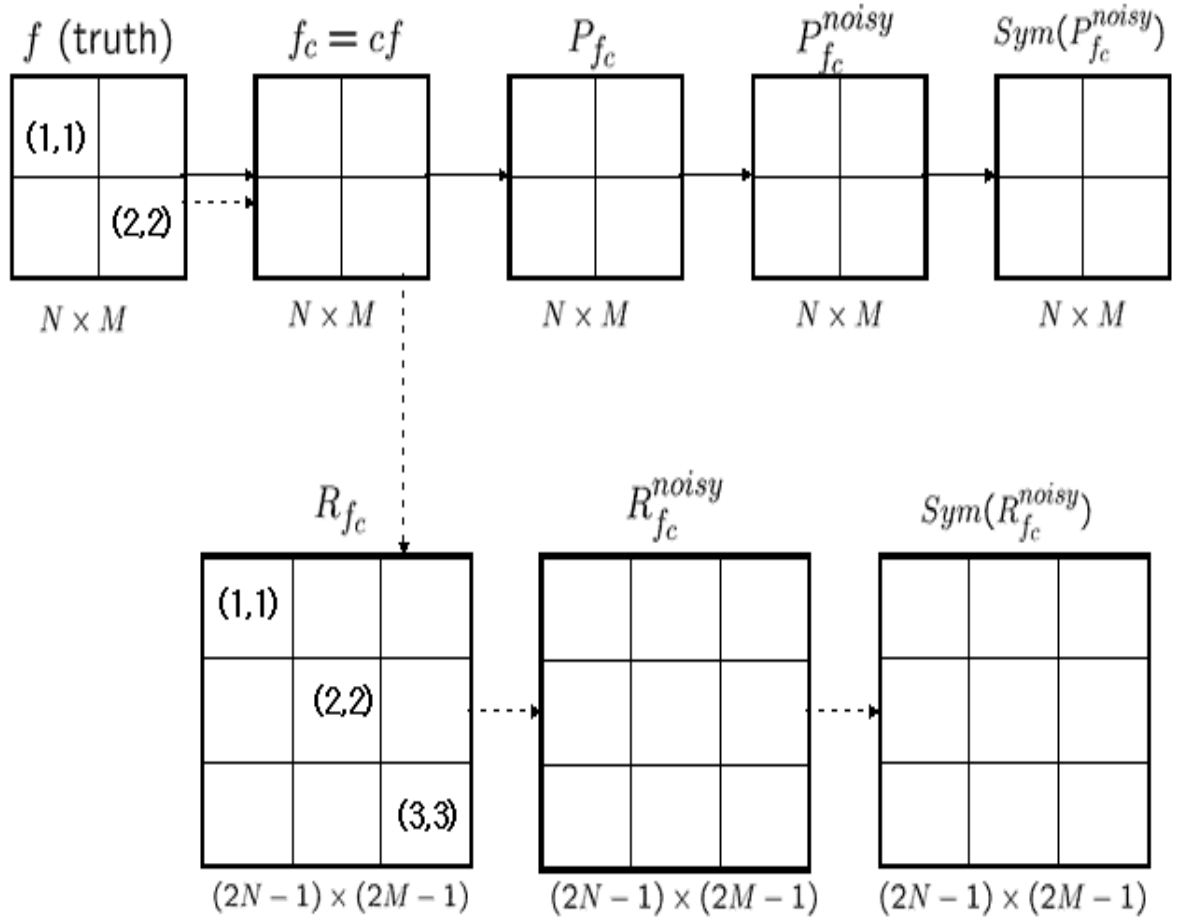 f (truth)
f_c = cf
P_{f_c}
P_{f_c}^{noisy}
Sym(P_{f_c}^{noisy})
(1,1)
(2,2)
N × M
N × M
N × M
N × M
N × M
R_{f_c}
R_{f_c}^{noisy}
Sym(R_{f_c}^{noisy})
(1,1)
(2,2)
(3,3)
(2N − 1) × (2M − 1)
(2N − 1) × (2M − 1)
(2N − 1) × (2M − 1)